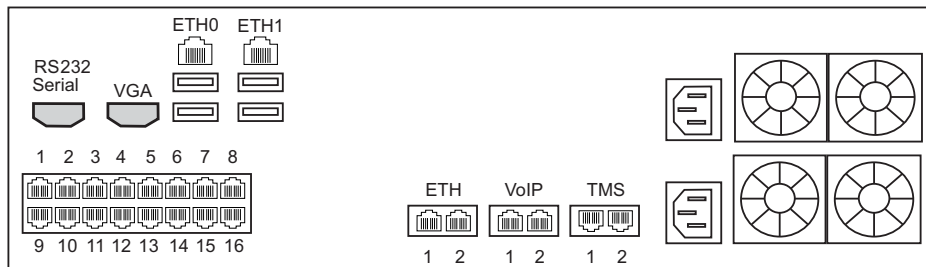 ETH0 ETH1
RS232
Serial
VGA
1 2 3 4 5 6 7 8
9 10 11 12 13 14 15 16
ETH VoIP TMS
1 2 1 2 1 2